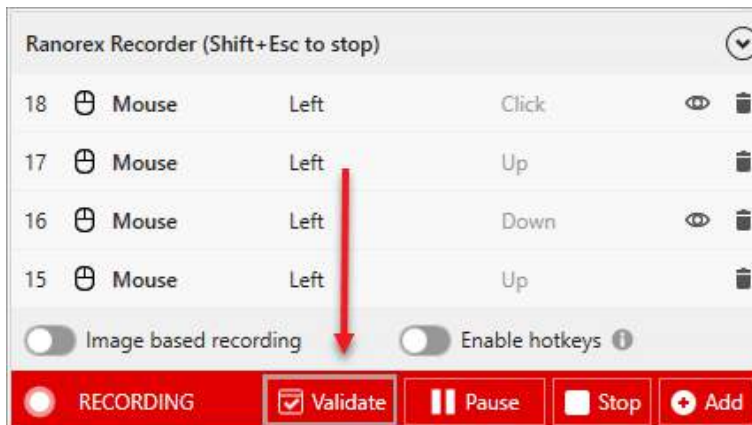 Ranorex Recorder (Shift+Esc to stop)
18 Mouse Left Click
17 Mouse Left Up
16 Mouse Left Down
15 Mouse Left Up
Image based recording Enable hotkeys
RECORDING Validate Pause Stop Add